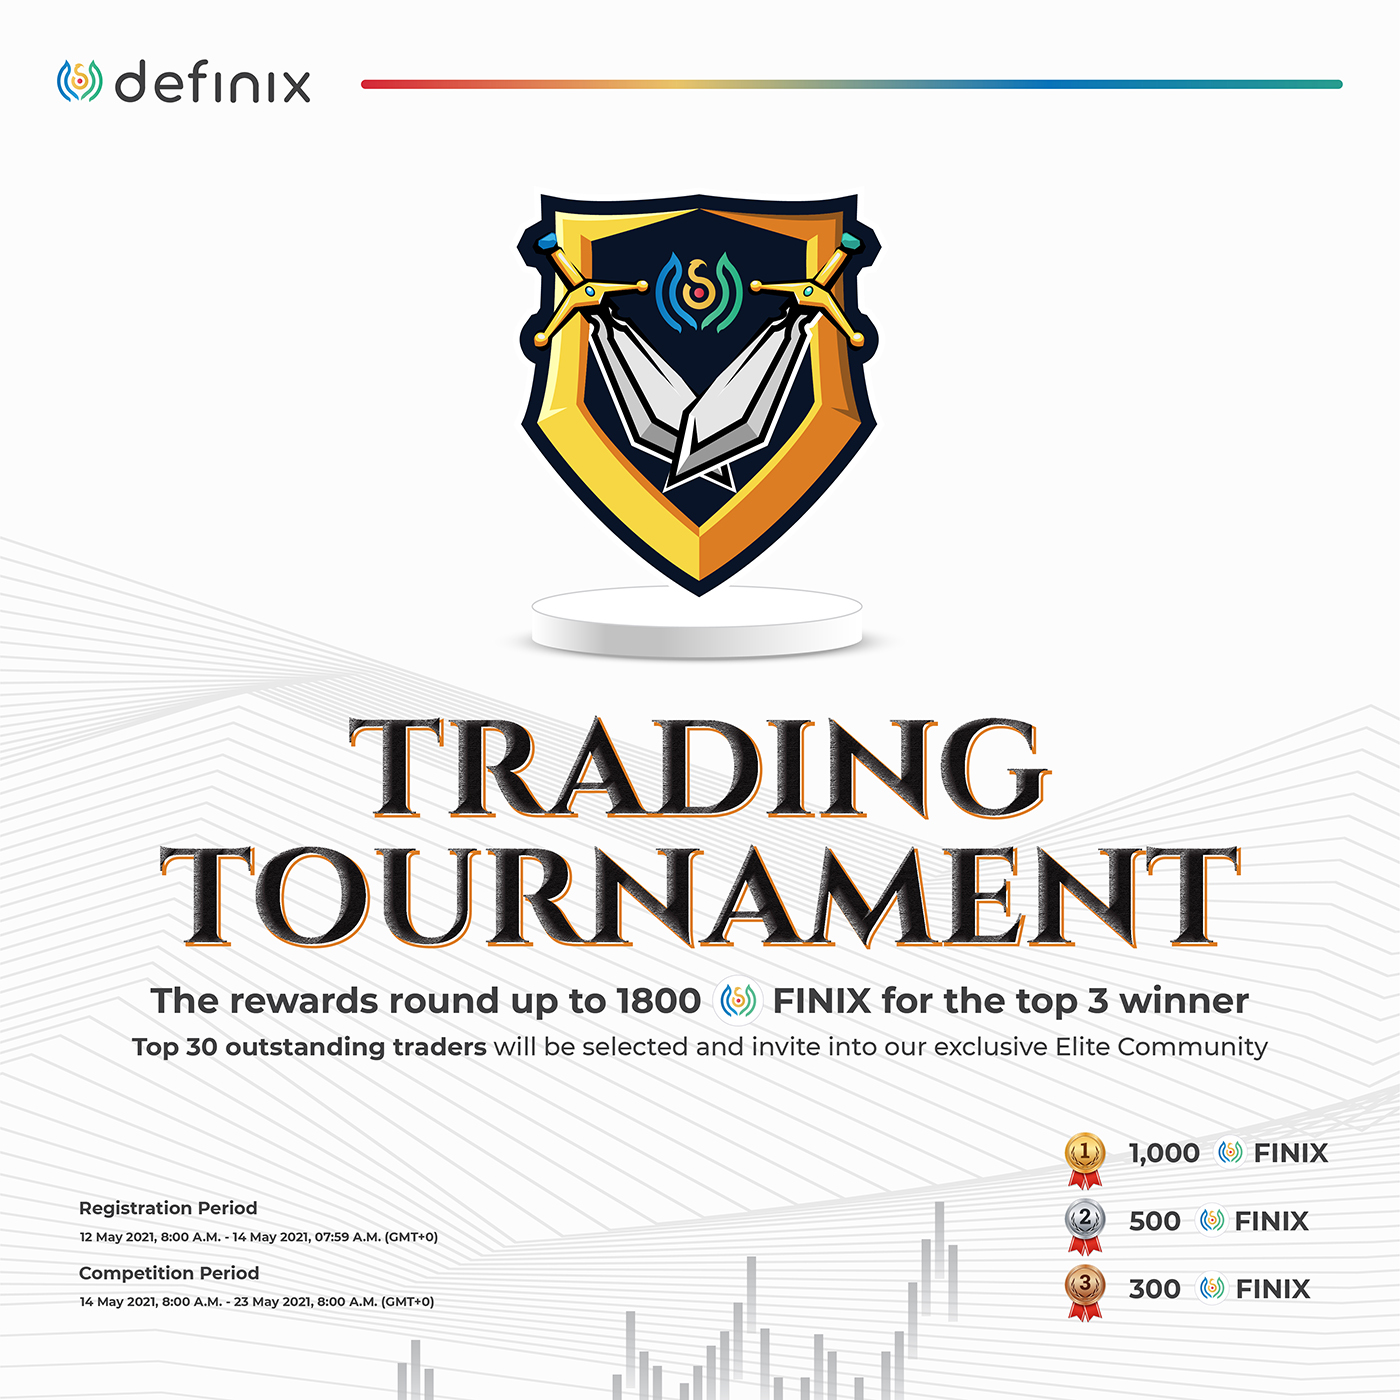 definix
TRADING
TOURNAMENT
The rewards round up to 1800 FINIX for the top 3 winner
Top 30 outstanding traders will be selected and invite into our exclusive Elite Community
1 1,000 FINIX
2 500 FINIX
3 300 FINIX
Registration Period
12 May 2021, 8:00 A.M. - 14 May 2021, 07:59 A.M. (GMT+0)
Competition Period
14 May 2021, 8:00 A.M. - 23 May 2021, 8:00 A.M. (GMT+0)